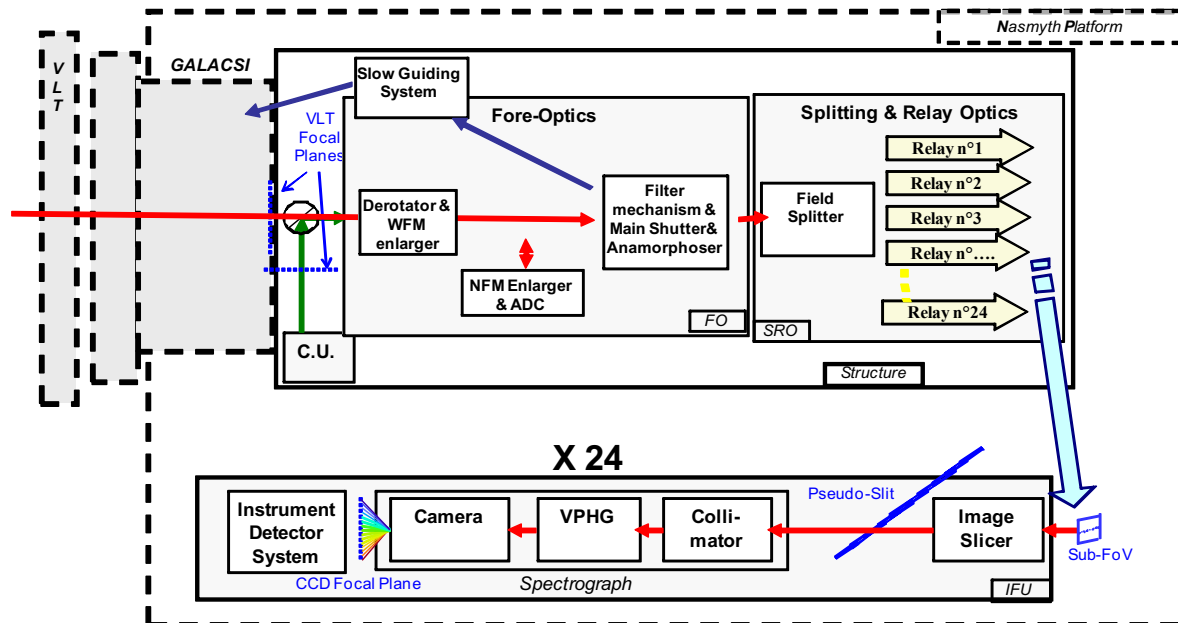 Nasmyth Platform
V
L
T
GALACSI
Slow Guiding
System
VLT
Focal
Planes
Fore-Optics
Splitting & Relay Optics
Relay n°1
Relay n°2
Relay n°3
Relay n°….
Relay n°24
Derotator &
WFM
enlarger
Filter
mechanism &
Main Shutter&
Anamorphoser
Field
Splitter
NFM Enlarger
& ADC
FO
SRO
C.U.
Structure
X 24
Pseudo-Slit
Instrument
Detector
System
Camera
VPHG
Colli-
mator
Image
Slicer
Sub-FoV
CCD Focal Plane
Spectrograph
IFU